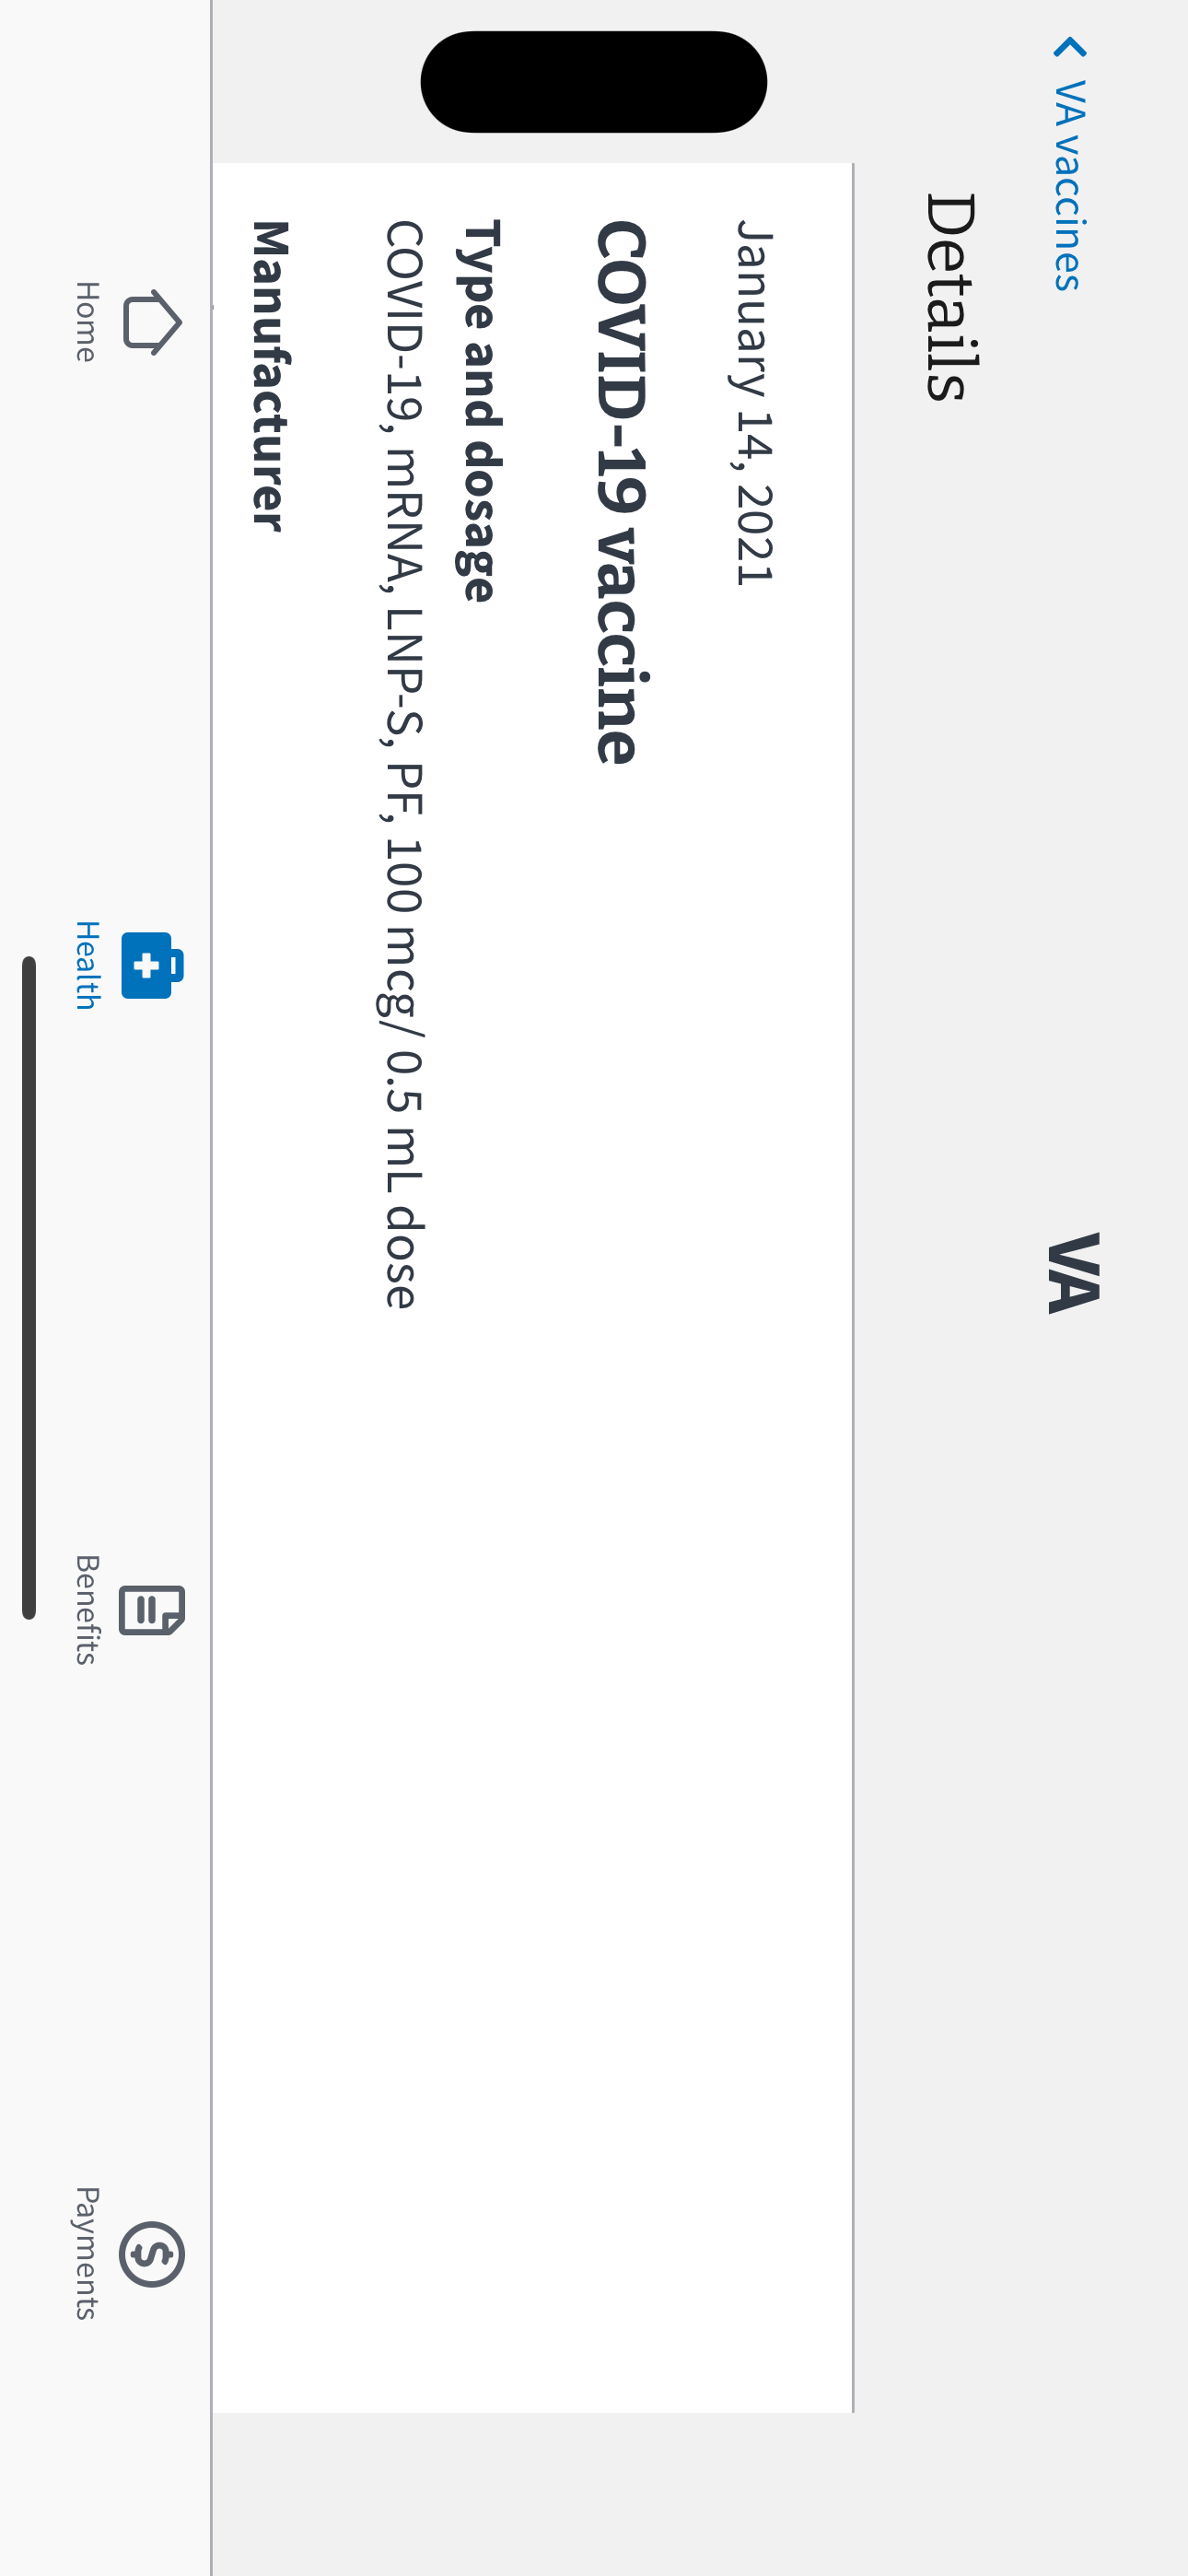 VA vaccines
VA
Details
January 14, 2021
COVID-19 vaccine
Type and dosage
COVID-19, mRNA, LNP-S, PF, 100 mcg/ 0.5 mL dose
Manufacturer
Home
Health
Benefits
Payments